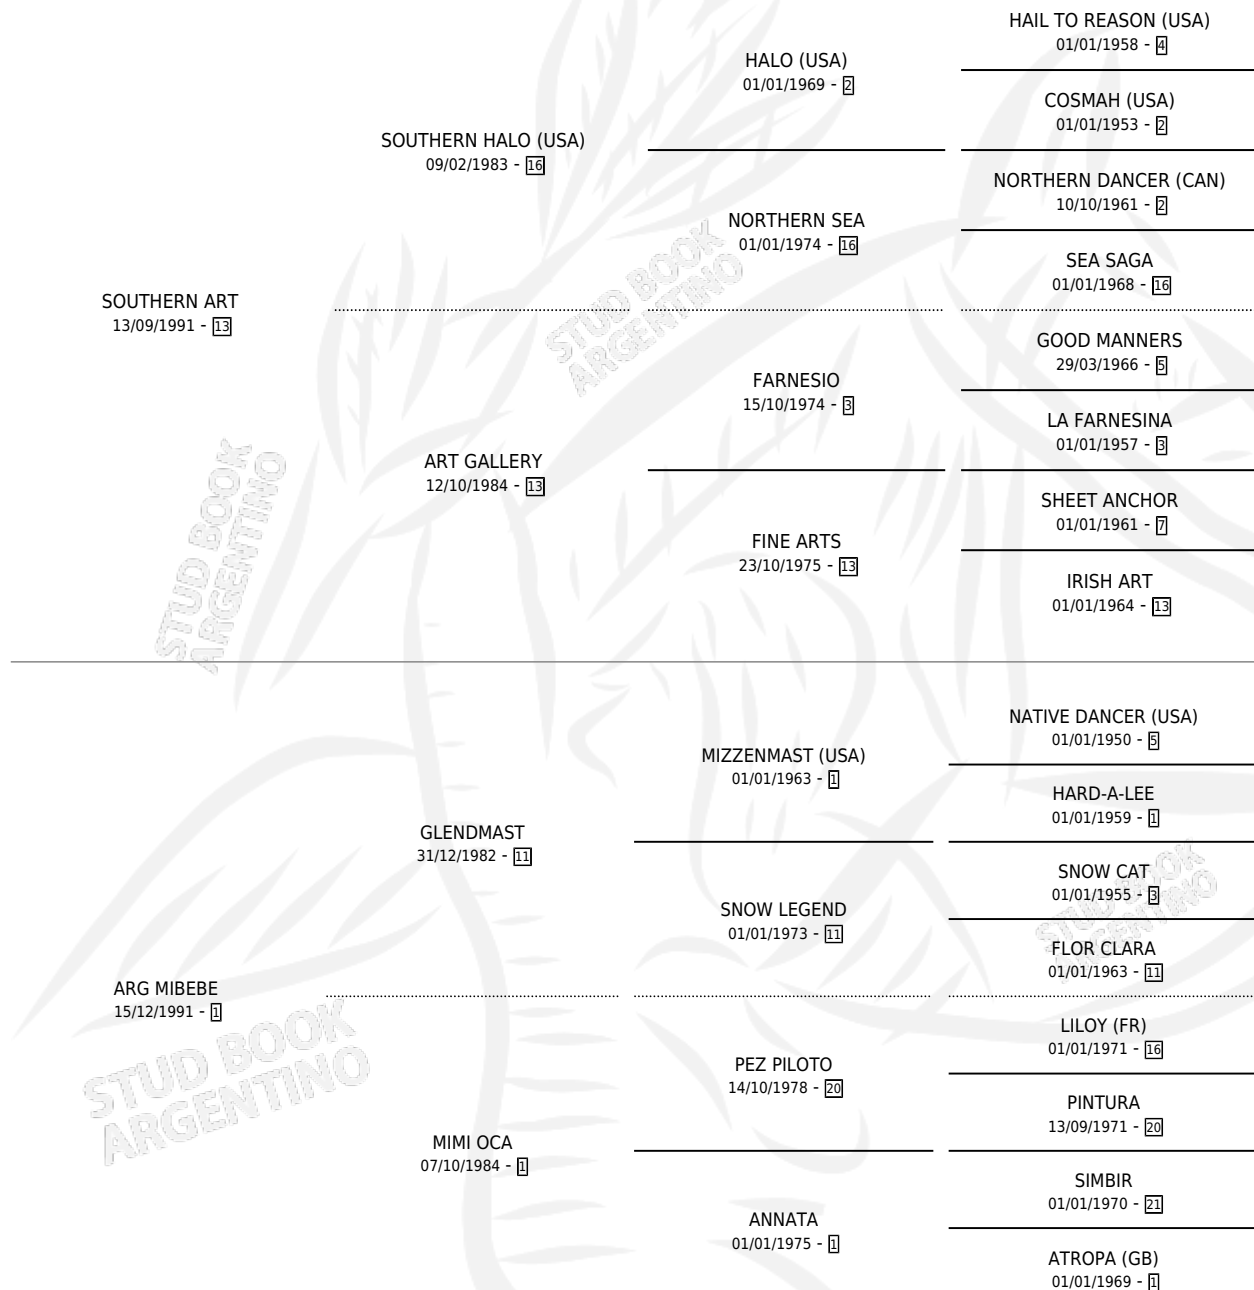 HAIL TO REASON (USA)
01/01/1958 - 4
HALO (USA)
01/01/1969 - 2
COSMAH (USA)
01/01/1953 - 2
SOUTHERN HALO (USA)
09/02/1983 - 16
NORTHERN DANCER (CAN)
10/10/1961 - 2
NORTHERN SEA
01/01/1974 - 16
SEA SAGA
01/01/1968 - 16
SOUTHERN ART
13/09/1991 - 13
STUD BOOK
ARGENTINO
GOOD MANNERS
29/03/1966 - 5
FARNESIO
15/10/1974 - 3
LA FARNESINA
01/01/1957 - 3
ART GALLERY
12/10/1984 - 13
SHEET ANCHOR
01/01/1961 - 7
FINE ARTS
23/10/1975 - 13
IRISH ART
01/01/1964 - 13
STUD BOOK
ARGENTINO
NATIVE DANCER (USA)
01/01/1950 - 5
MIZZENMAST (USA)
01/01/1963 - 1
HARD-A-LEE
01/01/1959 - 1
GLENDMAST
31/12/1982 - 11
SNOW CAT
01/01/1955 - 3
SNOW LEGEND
01/01/1973 - 11
STUD BOOK
ARGENTINO
FLOR CLARA
01/01/1963 - 11
ARG MIBEBE
15/12/1991 - 1
LILOY (FR)
01/01/1971 - 16
STUD BOOK
ARGENTINO
PEZ PILOTO
14/10/1978 - 20
PINTURA
13/09/1971 - 20
MIMI OCA
07/10/1984 - 1
SIMBIR
01/01/1970 - 21
ANNATA
01/01/1975 - 1
ATROPA (GB)
01/01/1969 - 1